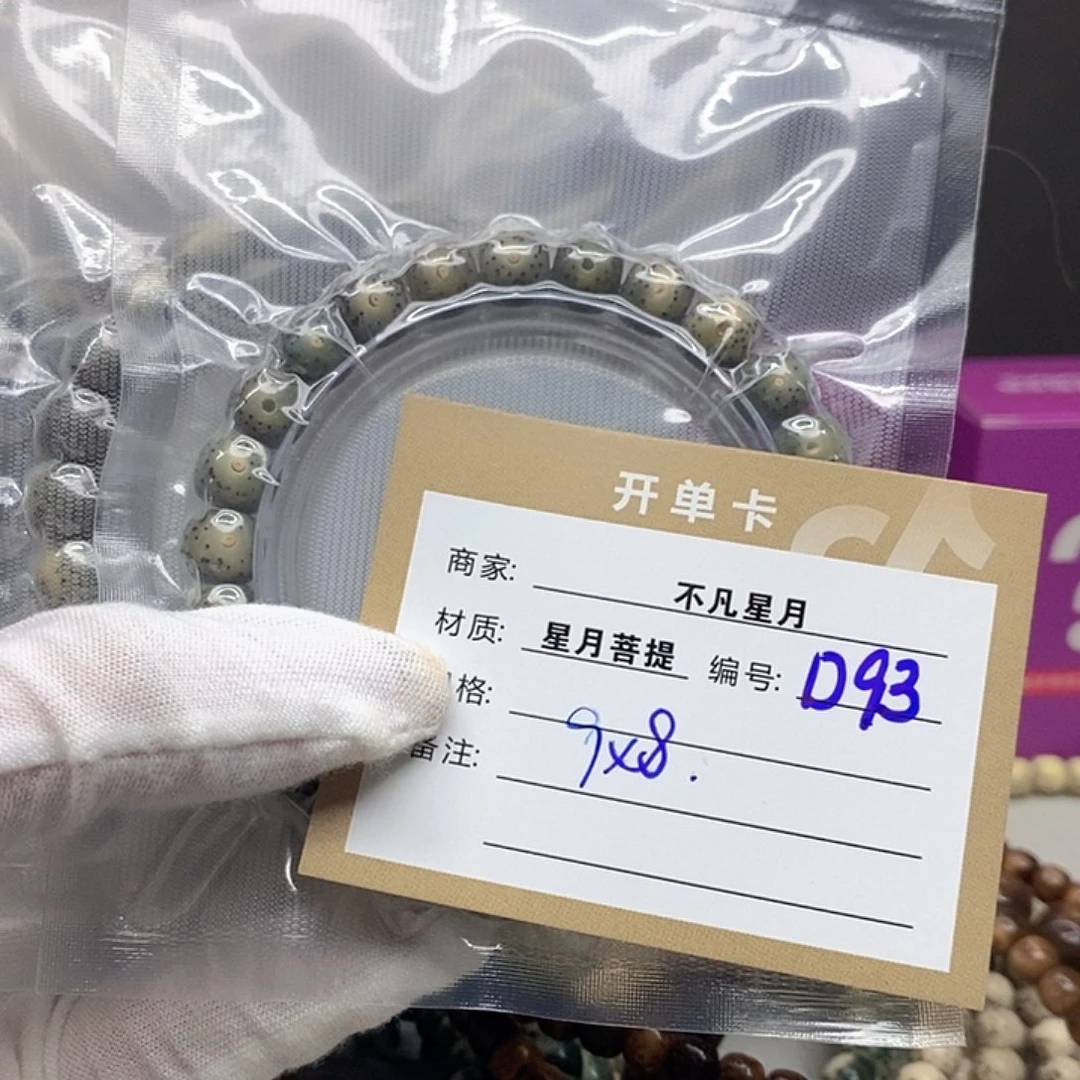 开单卡
商家: 不凡星月
材质: 星月菩提 编号: D93
格: 9x8.
备注: